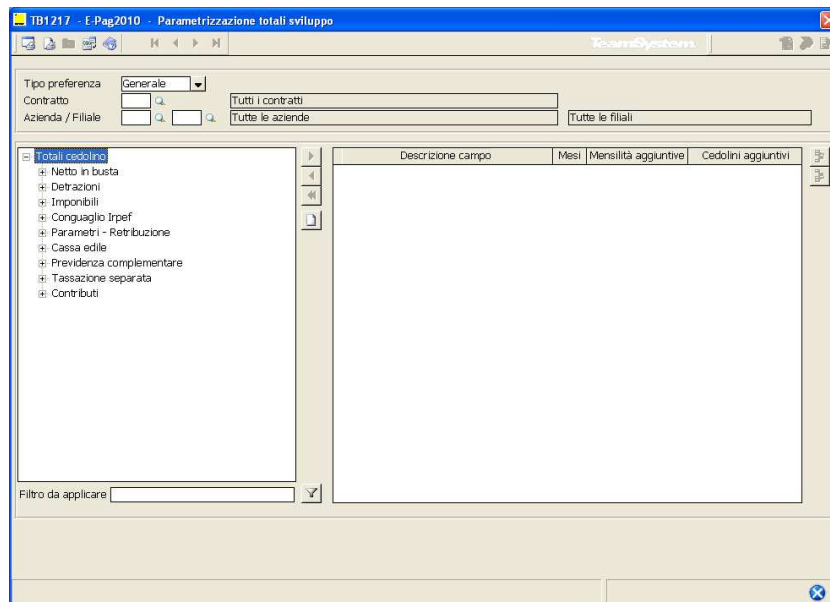 TB1217 - E-Pag2010 - Parametrizzazione totali sviluppo
TeamSystem
Tipo preferenza Generale
Contratto Tutti i contratti
Azienda / Filiale Tutte le aziende Tutte le filiali
Totali cedolino
Netto in busta
Detrazioni
Imponibili
Conguaglio Irpef
Parametri - Retribuzione
Cassa edile
Previdenza complementare
Tassazione separata
Contributi
Descrizione campo Mesi Mensilità aggiuntive Cedolini aggiuntivi
Filtro da applicare